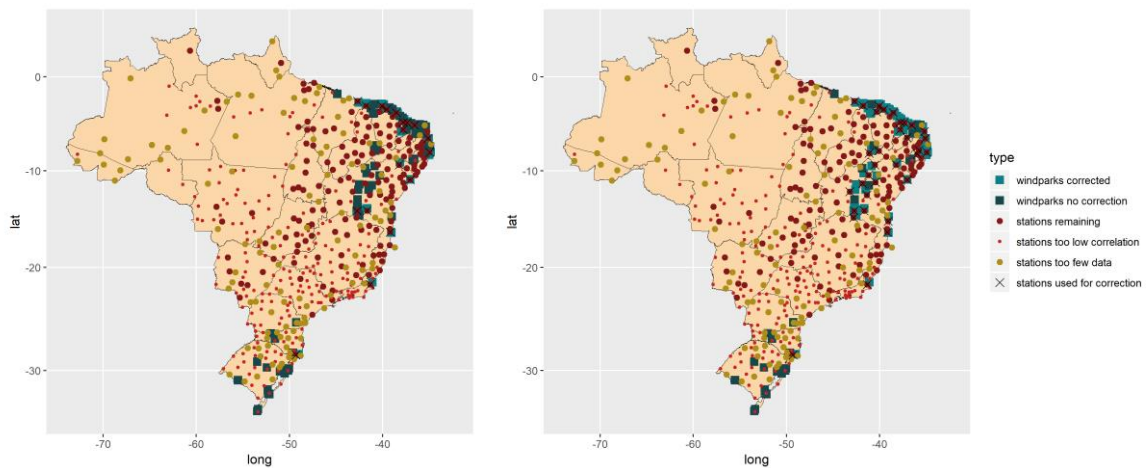 0
-10
-20
-30
lat
-70
-60
-50
-40
long
0
-10
-20
-30
lat
-70
-60
-50
-40
long
type
windparks corrected
windparks no correction
stations remaining
stations too low correlation
stations too few data
stations used for correction